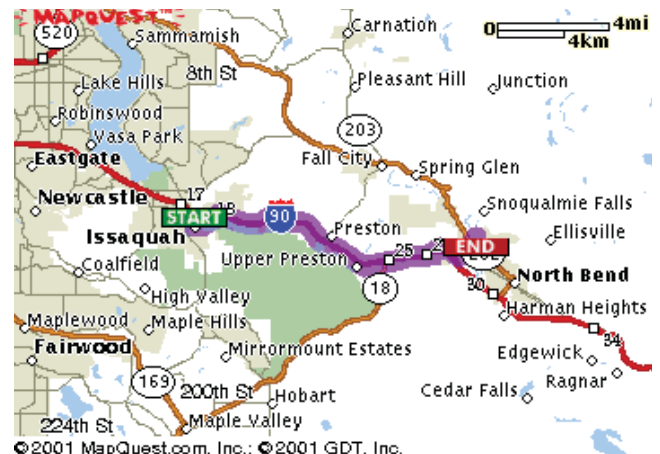 MAPQUEST
520
Sammamish
Carnation
0
4mi
4km
8th St
Lake Hills
Pleasant Hill
Junction
Robinswood
203
Vasa Park
Fall City
Eastgate
Spring Glen
17
Newcastle
START
18
90
Snoqualmie Falls
Issaquah
Preston
Ellisville
25
END
Upper Preston
Coalfield
18
North Bend
High Valley
30
Harman Heights
Maplewood
Maple Hills
34
Fairwood
Mirrormount Estates
Edgewick
169
200th St
Ragnar
Hobart
Cedar Falls
224th St
Maple Valley
©2001 MapQuest.com, Inc.; ©2001 GDT, Inc.